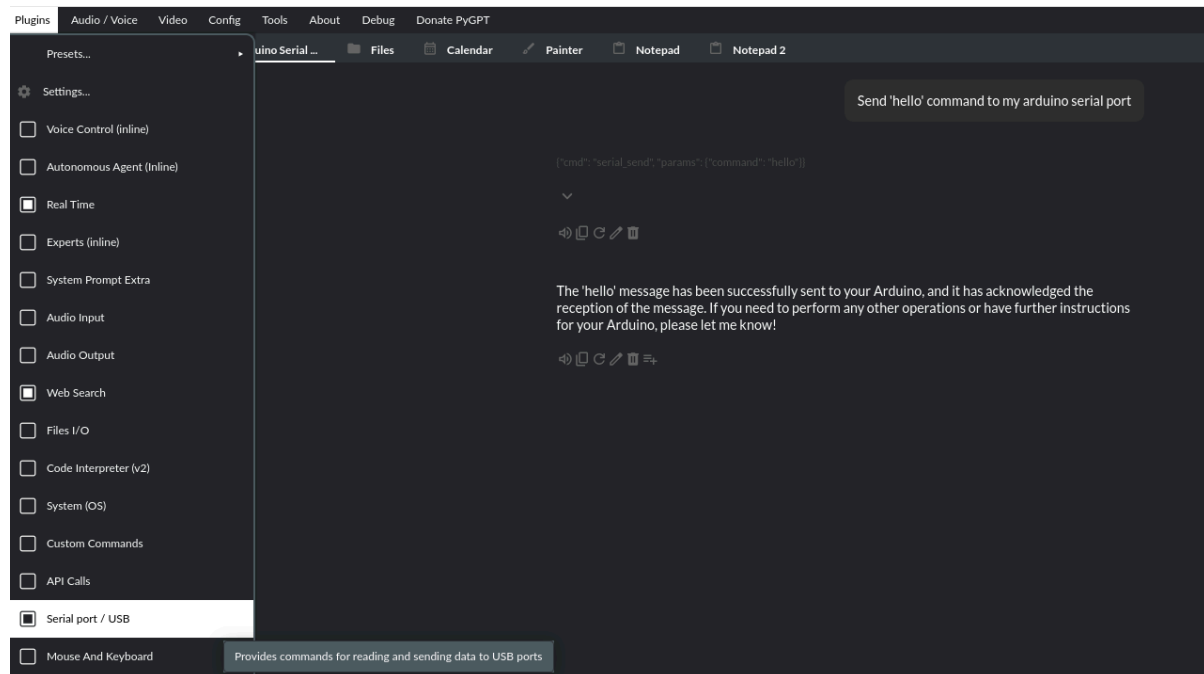 Plugins Audio / Voice Video Config Tools About Debug Donate PyGPT
uino Serial ... Files Calendar Painter Notepad Notepad 2
Presets...
Settings...
Voice Control (inline)
Autonomous Agent (Inline)
Real Time
Experts (inline)
System Prompt Extra
Audio Input
Audio Output
Web Search
Files I/O
Code Interpreter (v2)
System (OS)
Custom Commands
API Calls
Serial port / USB
Mouse And Keyboard
Provides commands for reading and sending data to USB ports
Send 'hello' command to my arduino serial port
{"cmd": "serial_send", "params": {"command": "hello"}}
The 'hello' message has been successfully sent to your Arduino, and it has acknowledged the
reception of the message. If you need to perform any other operations or have further instructions
for your Arduino, please let me know!